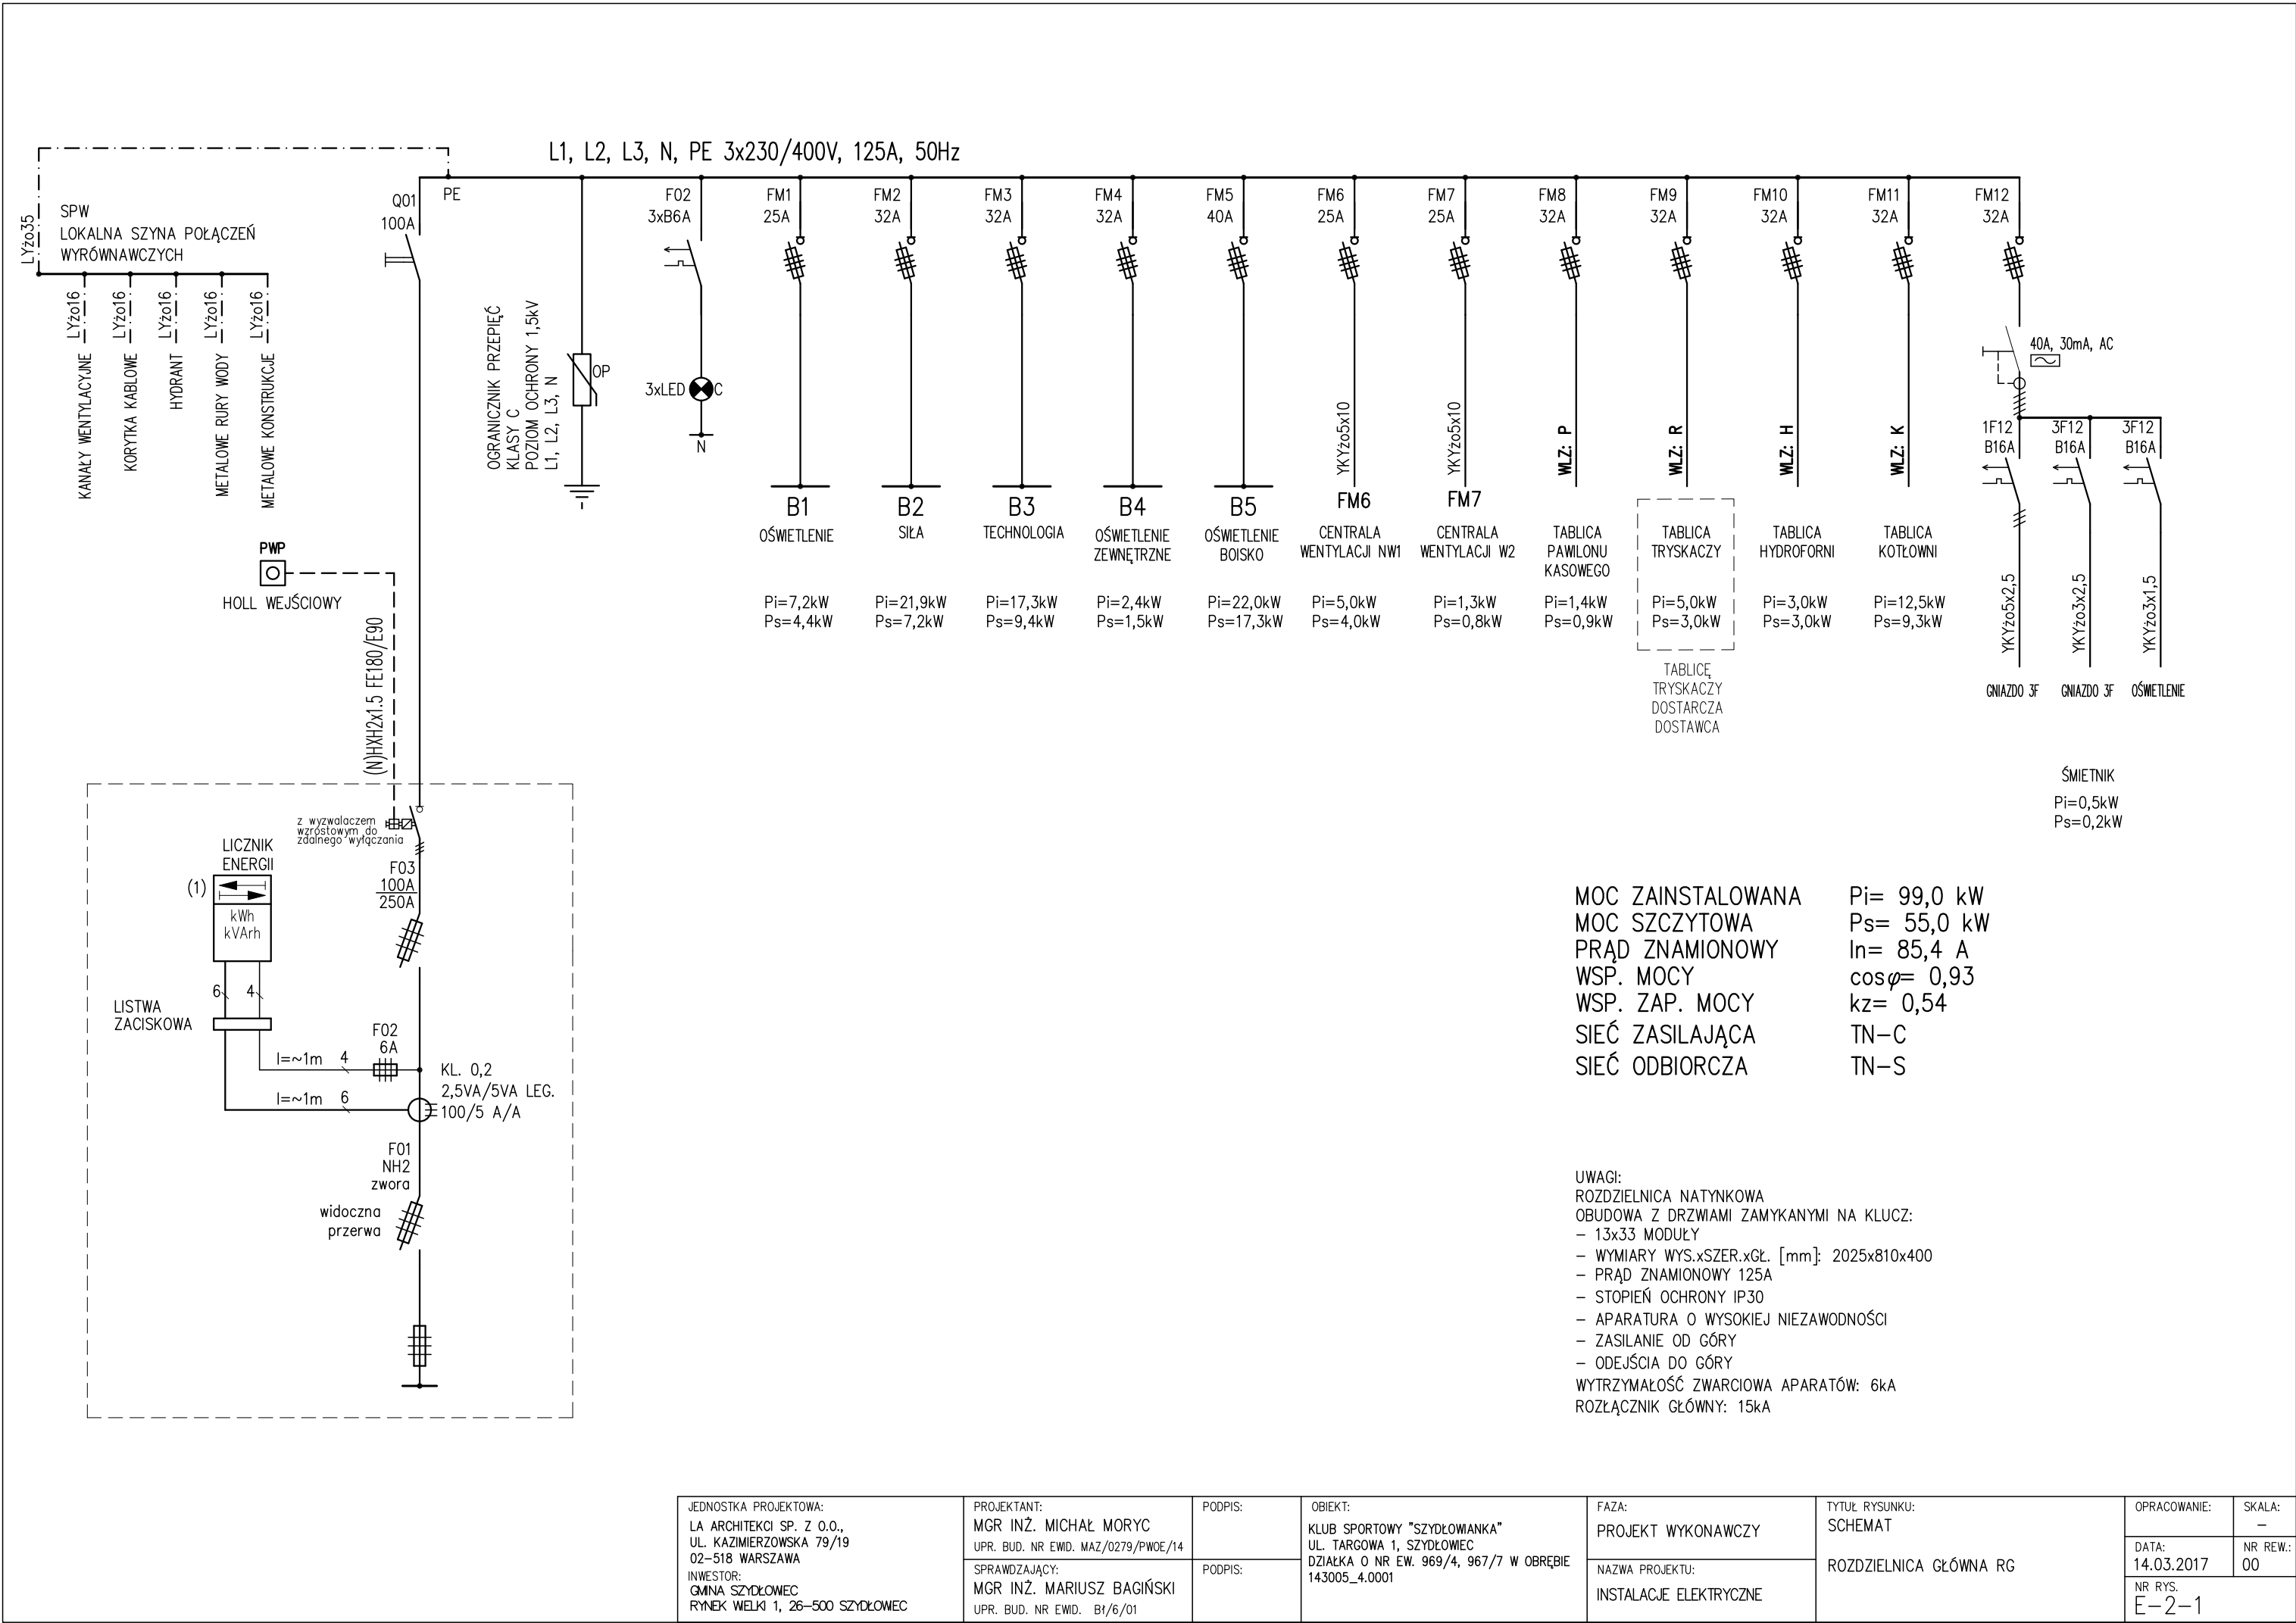 L1, L2, L3, N, PE 3x230/400V, 125A, 50Hz
LYżo35
SPW
LOKALNA SZYNA POŁĄCZEŃ
WYRÓWNAWCZYCH
LYżo16
LYżo16
LYżo16
LYżo16
LYżo16
KANAŁY WENTYLACYJNE
KORYTKA KABLOWE
HYDRANT
METALOWE RURY WODY
METALOWE KONSTRUKCJE
Q01
100A
PE
OGRANICZNIK PRZEPIĘĆ
KLASY C
POZIOM OCHRONY 1,5kV
L1, L2, L3, N
OP
F02
3xB6A
3xLED
C
N
FM1
25A
B1
OŚWIETLENIE
Pi=7,2kW
Ps=4,4kW
FM2
32A
B2
SIŁA
Pi=21,9kW
Ps=7,2kW
FM3
32A
B3
TECHNOLOGIA
Pi=17,3kW
Ps=9,4kW
FM4
32A
B4
OŚWIETLENIE
ZEWNĘTRZNE
Pi=2,4kW
Ps=1,5kW
FM5
40A
B5
OŚWIETLENIE
BOISKO
Pi=22,0kW
Ps=17,3kW
FM6
25A
YKYżo5x10
FM6
CENTRALA
WENTYLACJI NW1
Pi=5,0kW
Ps=4,0kW
FM7
25A
YKYżo5x10
FM7
CENTRALA
WENTYLACJI W2
Pi=1,3kW
Ps=0,8kW
FM8
32A
WLZ: P
TABLICA
PAWILONU
KASOWEGO
Pi=1,4kW
Ps=0,9kW
FM9
32A
WLZ: R
TABLICA
TRYSKACZY
Pi=5,0kW
Ps=3,0kW
TABLICĘ
TRYSKACZY
DOSTARCZA
DOSTAWCA
FM10
32A
WLZ: H
TABLICA
HYDROFORNI
Pi=3,0kW
Ps=3,0kW
FM11
32A
WLZ: K
TABLICA
KOTŁOWNI
Pi=12,5kW
Ps=9,3kW
FM12
32A
40A, 30mA, AC
1F12
B16A
3F12
B16A
3F12
B16A
YKYżo5x2,5
YKYżo3x2,5
YKYżo3x1,5
GNIAZDO 3F
GNIAZDO 3F
OŚWIETLENIE
ŚMIETNIK
Pi=0,5kW
Ps=0,2kW
PWP
HOLL WEJŚCIOWY
(N)HXH2x1.5 FE180/E90
z wyzwalaczem
wzrostowym do
zdalnego wyłączania
LICZNIK
ENERGII
(1)
kWh
kVArh
F03
100A
250A
6
4
LISTWA
ZACISKOWA
F02
6A
l=~1m 4
l=~1m 6
KL. 0,2
2,5VA/5VA LEG.
100/5 A/A
F01
NH2
zwora
widoczna
przerwa
MOC ZAINSTALOWANA Pi= 99,0 kW
MOC SZCZYTOWA Ps= 55,0 kW
PRĄD ZNAMIONOWY In= 85,4 A
WSP. MOCY cosφ= 0,93
WSP. ZAP. MOCY kz= 0,54
SIEĆ ZASILAJĄCA TN-C
SIEĆ ODBIORCZA TN-S
UWAGI:
ROZDZIELNICA NATYNKOWA
OBUDOWA Z DRZWIAMI ZAMYKANYMI NA KLUCZ:
- 13x33 MODUŁY
- WYMIARY WYS.xSZER.xGŁ. [mm]: 2025x810x400
- PRĄD ZNAMIONOWY 125A
- STOPIEŃ OCHRONY IP30
- APARATURA O WYSOKIEJ NIEZAWODNOŚCI
- ZASILANIE OD GÓRY
- ODEJŚCIA DO GÓRY
WYTRZYMAŁOŚĆ ZWARCIOWA APARATÓW: 6kA
ROZŁĄCZNIK GŁÓWNY: 15kA
JEDNOSTKA PROJEKTOWA:
LA ARCHITEKCI SP. Z O.O.,
UL. KAZIMIERZOWSKA 79/19
02-518 WARSZAWA
INWESTOR:
GMINA SZYDŁOWIEC
RYNEK WIELKI 1, 26-500 SZYDŁOWIEC
PROJEKTANT:
MGR INŻ. MICHAŁ MORYC
UPR. BUD. NR EWID. MAZ/0279/PWOE/14
SPRAWDZAJĄCY:
MGR INŻ. MARIUSZ BAGIŃSKI
UPR. BUD. NR EWID. Bł/6/01
PODPIS:
PODPIS:
OBIEKT:
KLUB SPORTOWY "SZYDŁOWIANKA"
UL. TARGOWA 1, SZYDŁOWIEC
DZIAŁKA O NR EW. 969/4, 967/7 W OBRĘBIE
143005_4.0001
FAZA:
PROJEKT WYKONAWCZY
NAZWA PROJEKTU:
INSTALACJE ELEKTRYCZNE
TYTUŁ RYSUNKU:
SCHEMAT
ROZDZIELNICA GŁÓWNA RG
OPRACOWANIE:
SKALA:
-
DATA:
14.03.2017
NR REW.:
00
NR RYS.
E-2-1